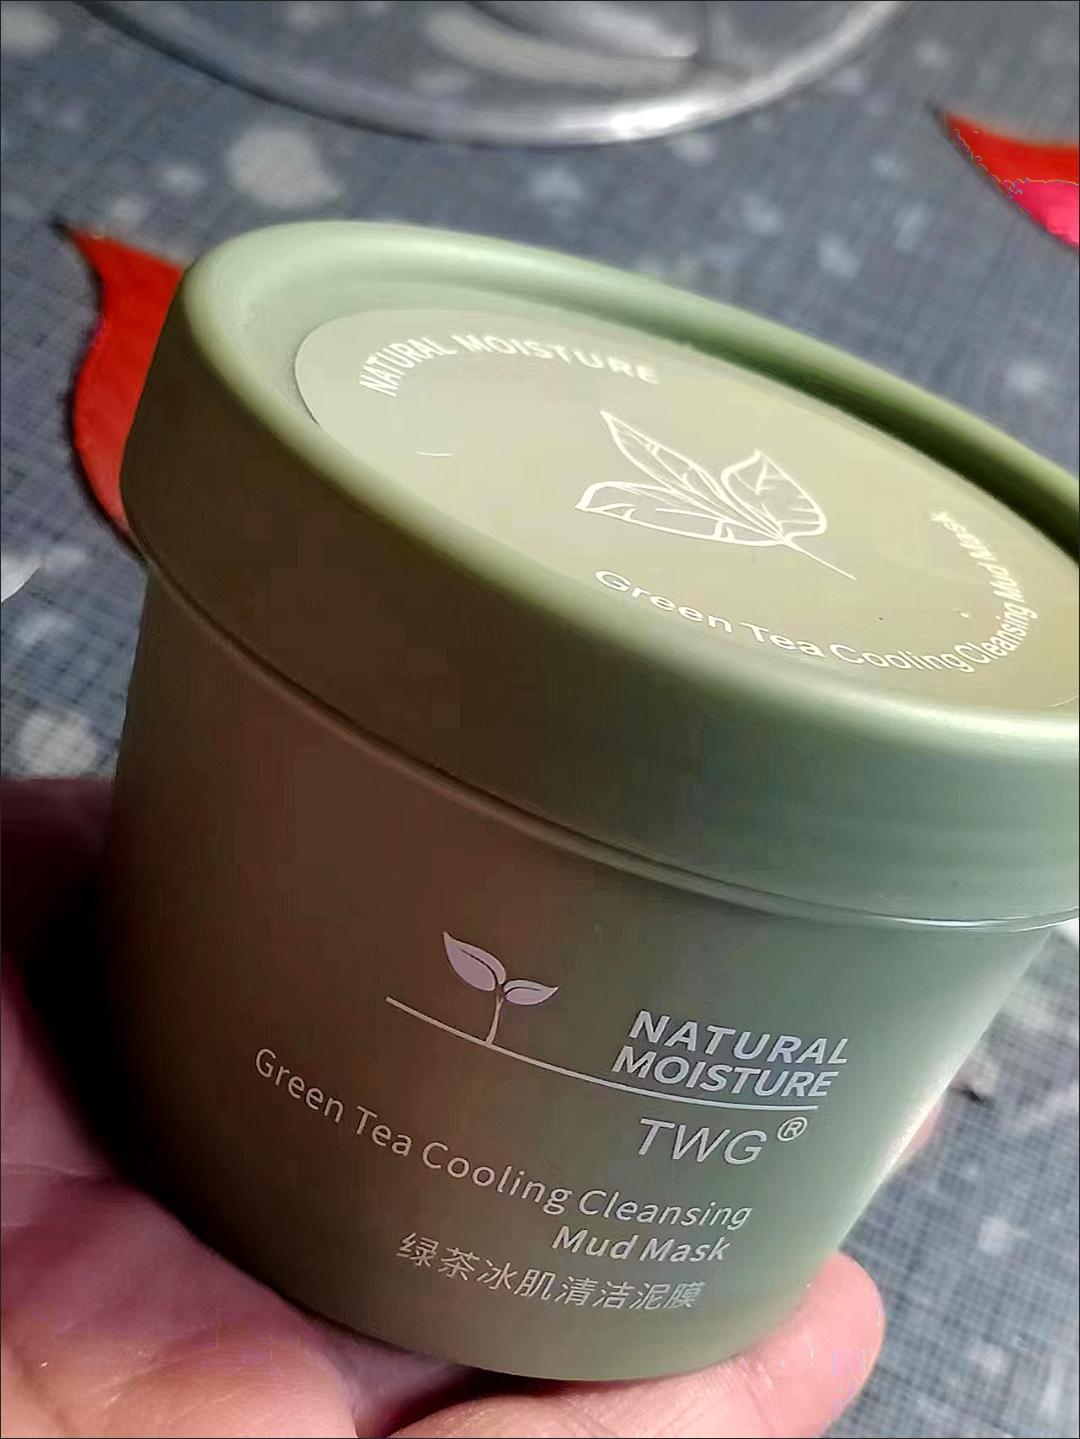 NATURAL MOISTURE
Green Tea Cooling Cleansing Mud Mask
NATURAL
MOISTURE
TWG®
Green Tea Cooling Cleansing
Mud Mask
绿茶冰肌清洁泥膜